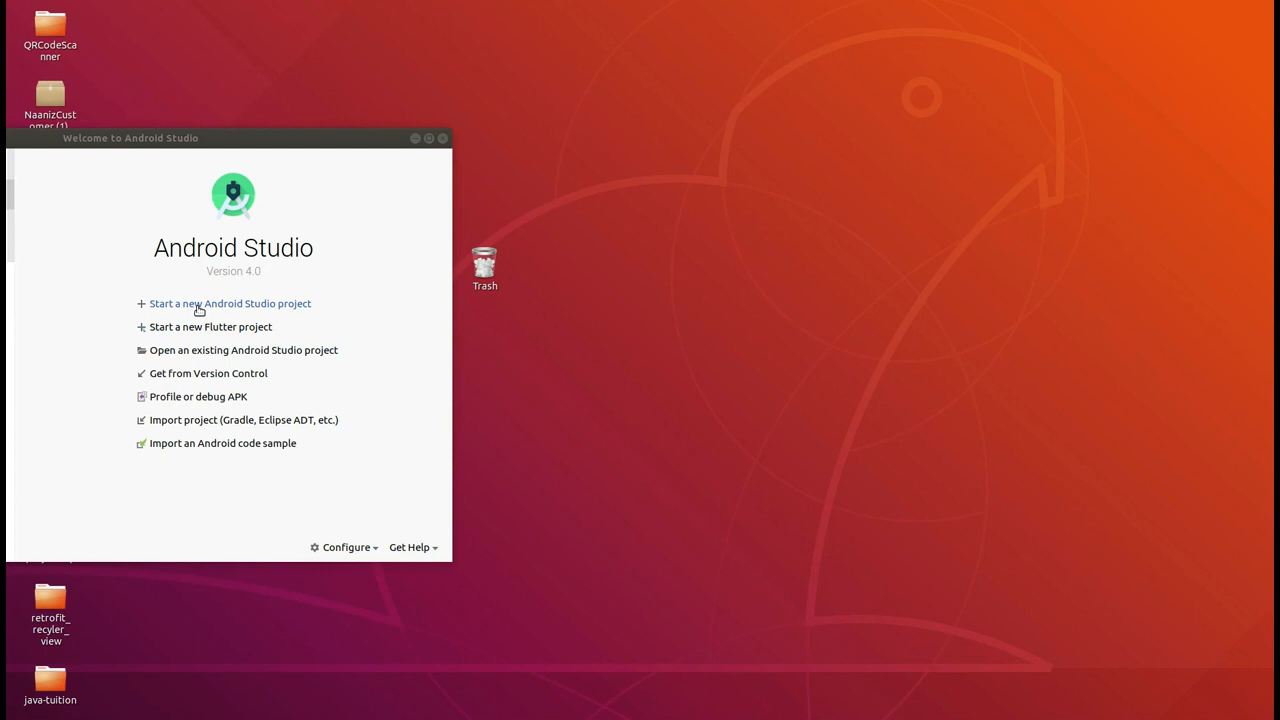 QRCodeSca
nner
NaanizCust
omer (1)
Welcome to Android Studio
Android Studio
Version 4.0
Start a new Android Studio project
Start a new Flutter project
Open an existing Android Studio project
Get from Version Control
Profile or debug APK
Import project (Gradle, Eclipse ADT, etc.)
Import an Android code sample
Configure
Get Help
Trash
retrofit_
recyler_
view
java-tuition